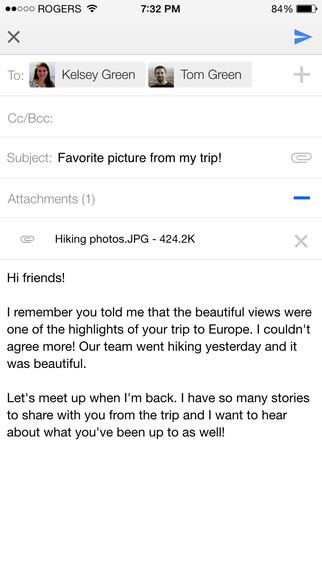 ROGERS 7:32 PM 84%
To: Kelsey Green Tom Green
Cc/Bcc:
Subject: Favorite picture from my trip!
Attachments (1)
Hiking photos.JPG - 424.2K
Hi friends!
I remember you told me that the beautiful views were
one of the highlights of your trip to Europe. I couldn't
agree more! Our team went hiking yesterday and it
was beautiful.
Let's meet up when I'm back. I have so many stories
to share with you from the trip and I want to hear
about what you've been up to as well!